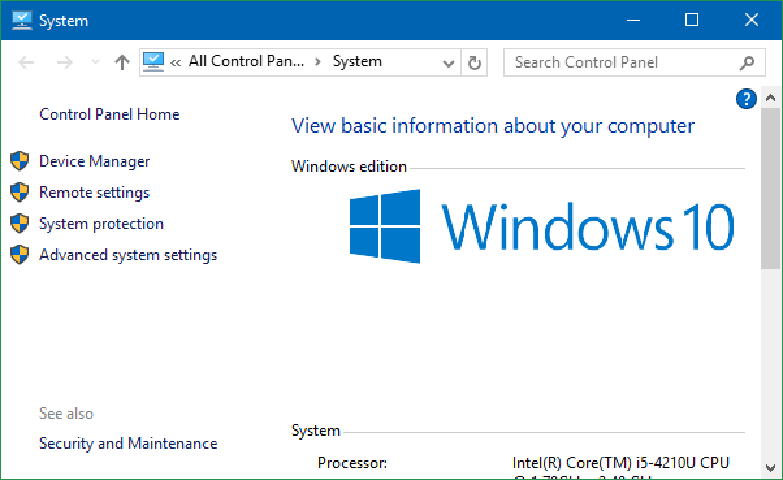 System
« All Control Pan... › System
Search Control Panel
?
Control Panel Home
View basic information about your computer
Device Manager
Windows edition
Remote settings
System protection
Advanced system settings
Windows 10
See also
Security and Maintenance
System
Processor: Intel(R) Core(TM) i5-4210U CPU